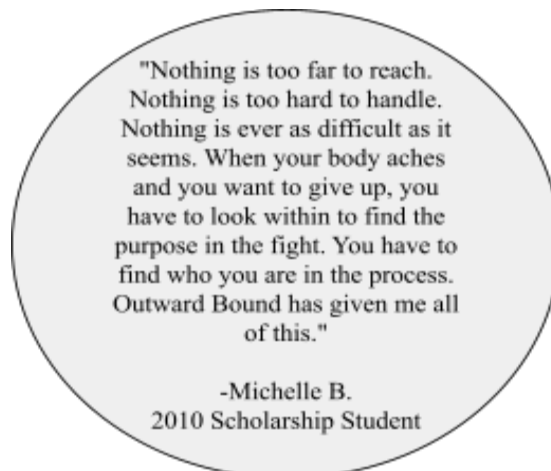 "Nothing is too far to reach.
Nothing is too hard to handle.
Nothing is ever as difficult as it
seems. When your body aches
and you want to give up, you
have to look within to find the
purpose in the fight. You have to
find who you are in the process.
Outward Bound has given me all
of this."
-Michelle B.
2010 Scholarship Student